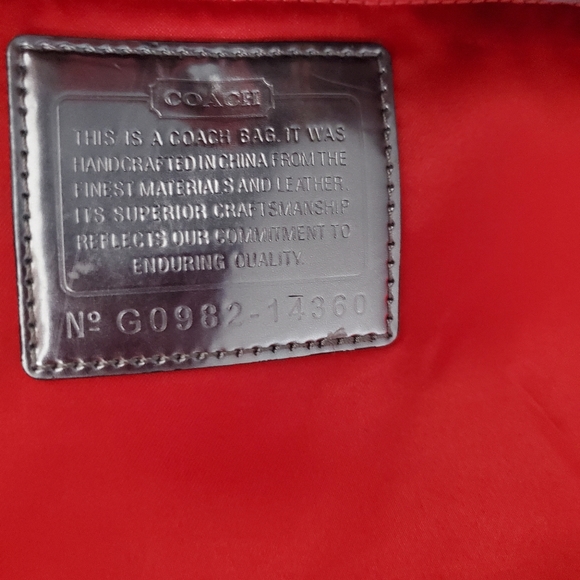 COACH
THIS IS A COACH BAG. IT WAS
HANDCRAFTED IN CHINA FROM THE
FINEST MATERIALS AND LEATHER.
ITS SUPERIOR CRAFTSMANSHIP
REFLECTS OUR COMMITMENT TO
ENDURING QUALITY.
Nº G0982-14360